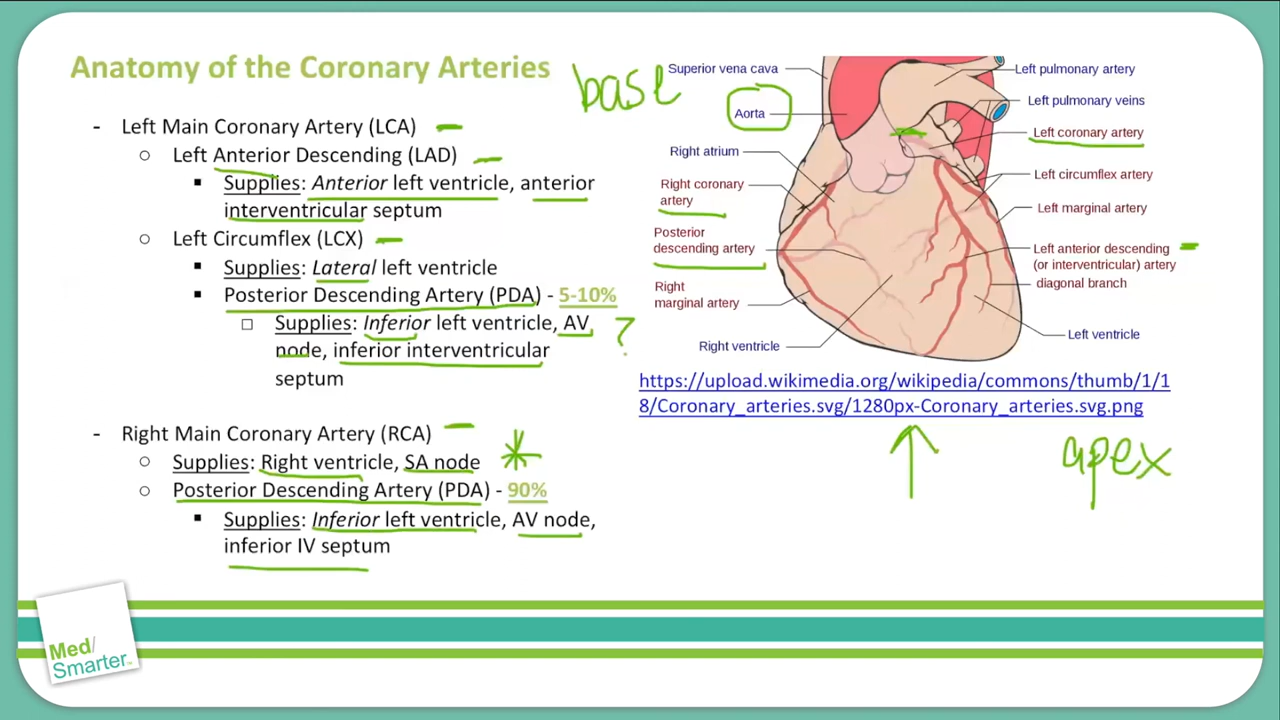 Anatomy of the Coronary Arteries
- Left Main Coronary Artery (LCA)
○ Left Anterior Descending (LAD)
▪ Supplies: Anterior left ventricle, anterior
interventricular septum
○ Left Circumflex (LCX)
▪ Supplies: Lateral left ventricle
▪ Posterior Descending Artery (PDA) - 5-10%
□ Supplies: Inferior left ventricle, AV
node, inferior interventricular
septum
?
- Right Main Coronary Artery (RCA)
○ Supplies: Right ventricle, SA node *
○ Posterior Descending Artery (PDA) - 90%
▪ Supplies: Inferior left ventricle, AV node,
inferior IV septum
base
Superior vena cava
Aorta
Right atrium
Right coronary
artery
Posterior
descending artery
Right
marginal artery
Right ventricle
Left pulmonary artery
Left pulmonary veins
Left coronary artery
Left circumflex artery
Left marginal artery
Left anterior descending
(or interventricular) artery
diagonal branch
Left ventricle
https://upload.wikimedia.org/wikipedia/commons/thumb/1/1
8/Coronary_arteries.svg/1280px-Coronary_arteries.svg.png
apex
Med/
Smarter™